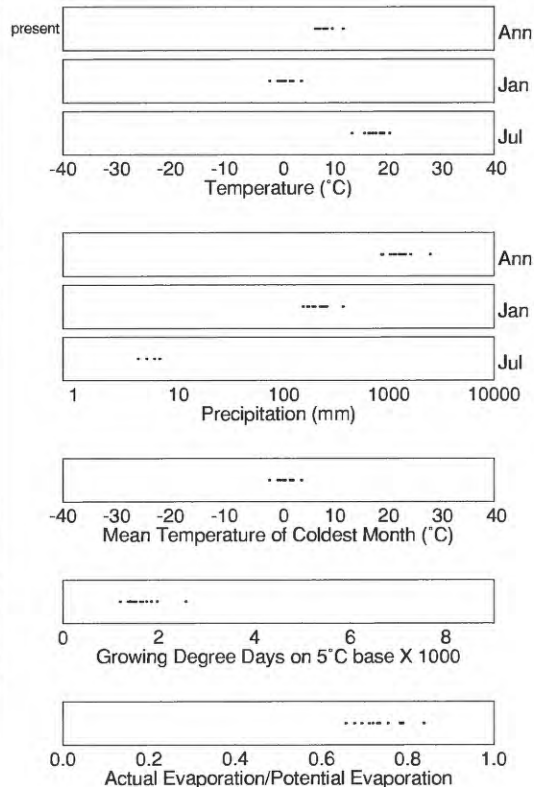 present
Ann
Jan
Jul
-40 -30 -20 -10 0 10 20 30 40
Temperature (˚C)
Ann
Jan
Jul
1 10 100 1000 10000
Precipitation (mm)
-40 -30 -20 -10 0 10 20 30 40
Mean Temperature of Coldest Month (˚C)
0 2 4 6 8
Growing Degree Days on 5˚C base X 1000
0.0 0.2 0.4 0.6 0.8 1.0
Actual Evaporation/Potential Evaporation